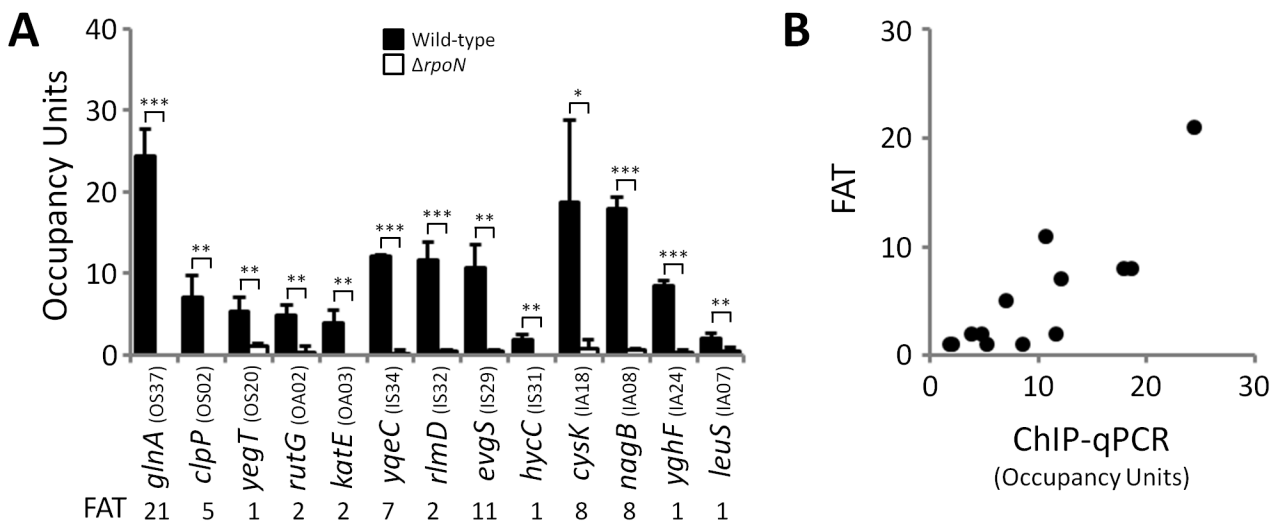 A
Occupancy Units
40
30
20
10
0
Wild-type
ΔrpoN
***
**
**
**
**
***
***
**
**
*
***
***
**
glnA (OS37)
clpP (OS02)
yegT (OS20)
rutG (OA02)
katE (OA03)
yqeC (IS34)
rlmD (IS32)
evgS (IS29)
hycC (IS31)
cysK (IA18)
nagB (IA08)
yghF (IA24)
leuS (IA07)
FAT 21 5 1 2 2 7 2 11 1 8 8 1 1
B
FAT
30
20
10
0
0 10 20 30
ChIP-qPCR
(Occupancy Units)